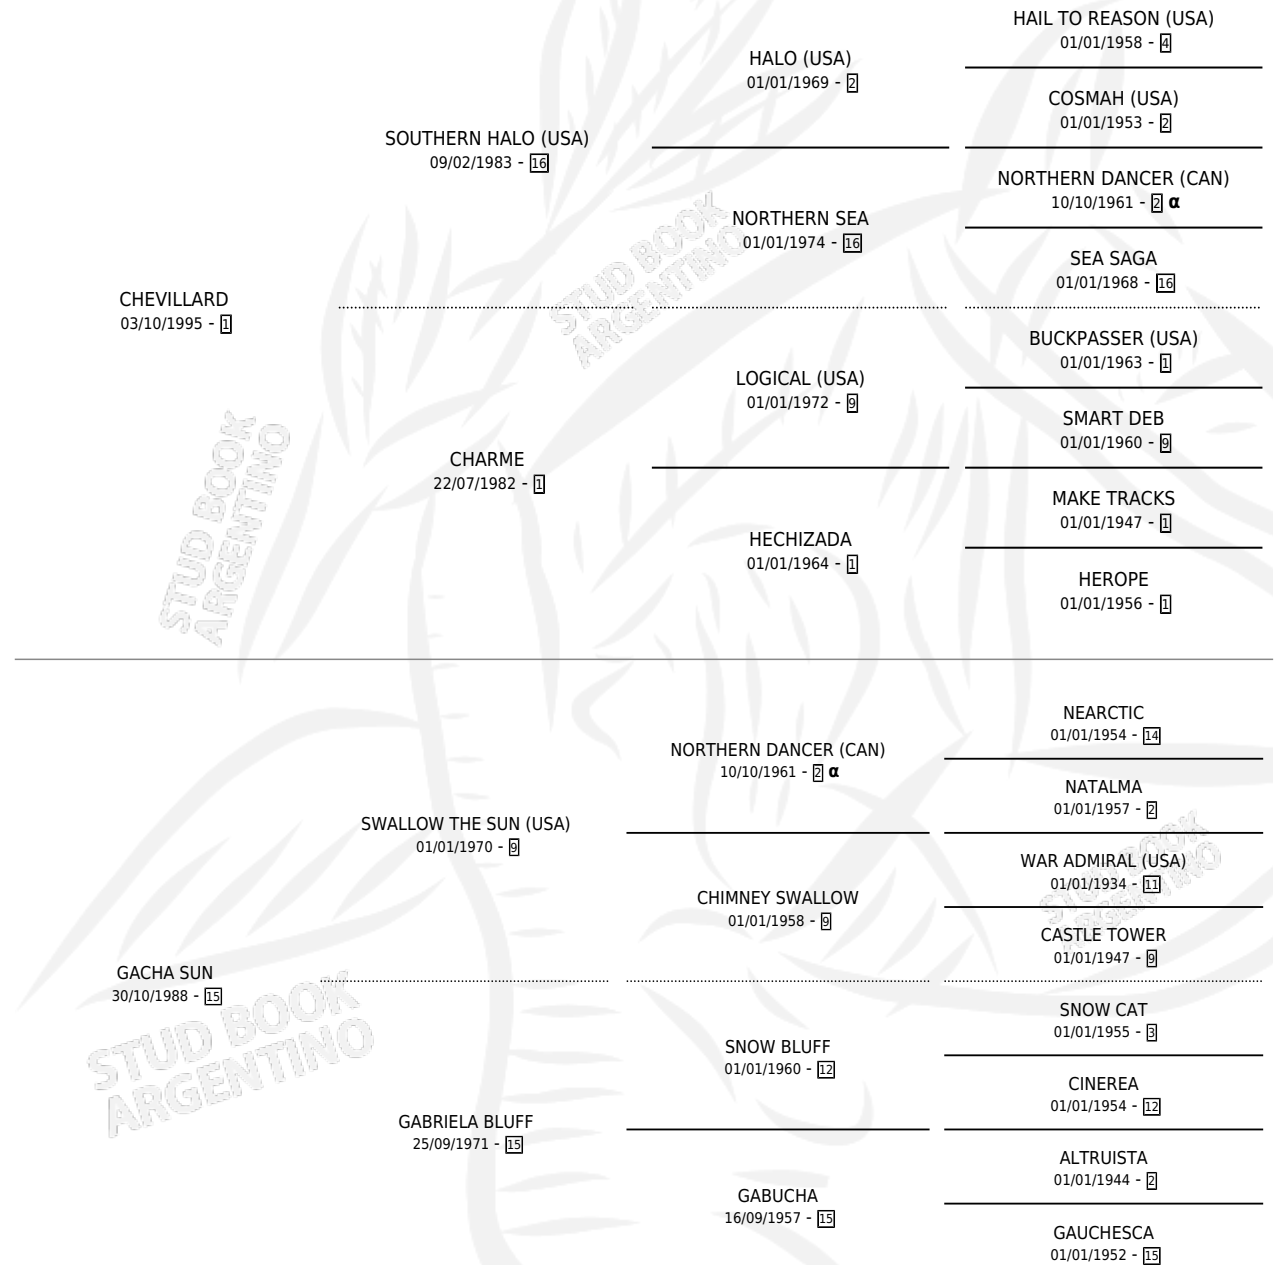 HAIL TO REASON (USA)
01/01/1958 - 4
HALO (USA)
01/01/1969 - 2
COSMAH (USA)
01/01/1953 - 2
SOUTHERN HALO (USA)
09/02/1983 - 16
NORTHERN DANCER (CAN)
10/10/1961 - 2 α
NORTHERN SEA
01/01/1974 - 16
SEA SAGA
01/01/1968 - 16
CHEVILLARD
03/10/1995 - 1
BUCKPASSER (USA)
01/01/1963 - 1
LOGICAL (USA)
01/01/1972 - 9
SMART DEB
01/01/1960 - 9
CHARME
22/07/1982 - 1
MAKE TRACKS
01/01/1947 - 1
HECHIZADA
01/01/1964 - 1
HEROPE
01/01/1956 - 1
NEARCTIC
01/01/1954 - 14
NORTHERN DANCER (CAN)
10/10/1961 - 2 α
NATALMA
01/01/1957 - 2
SWALLOW THE SUN (USA)
01/01/1970 - 9
WAR ADMIRAL (USA)
01/01/1934 - 11
CHIMNEY SWALLOW
01/01/1958 - 9
CASTLE TOWER
01/01/1947 - 9
GACHA SUN
30/10/1988 - 15
SNOW CAT
01/01/1955 - 3
SNOW BLUFF
01/01/1960 - 12
CINEREA
01/01/1954 - 12
GABRIELA BLUFF
25/09/1971 - 15
ALTRUISTA
01/01/1944 - 2
GABUCHA
16/09/1957 - 15
GAUCHESCA
01/01/1952 - 15
STUD BOOK
ARGENTINO
STUD BOOK
ARGENTINO
STUD BOOK
ARGENTINO
STUD BOOK
ARGENTINO